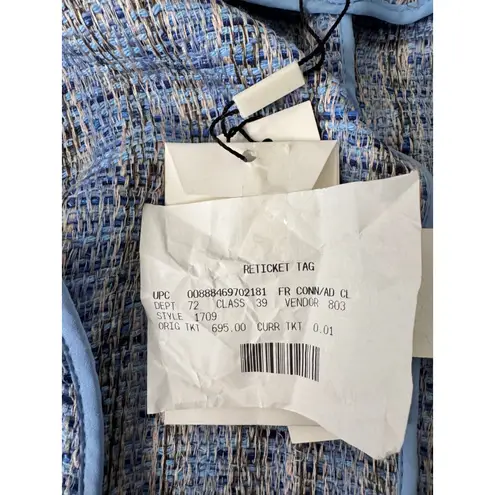 RETICKET TAG
UPC 00888469702181 FR CONN/AD CL
DEPT 72 CLASS 39 VENDOR 803
STYLE 1709
ORIG TKT 695.00 CURR TKT 0.01